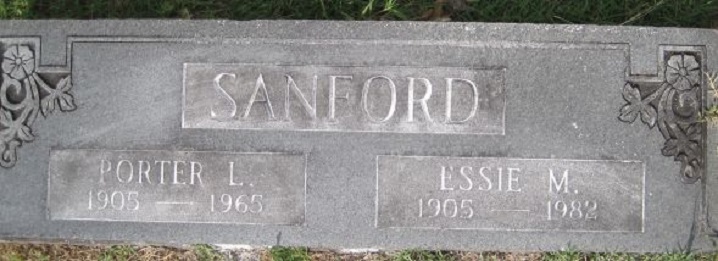 SANFORD
PORTER L.
1905 — 1965
ESSIE M.
1905 — 1982